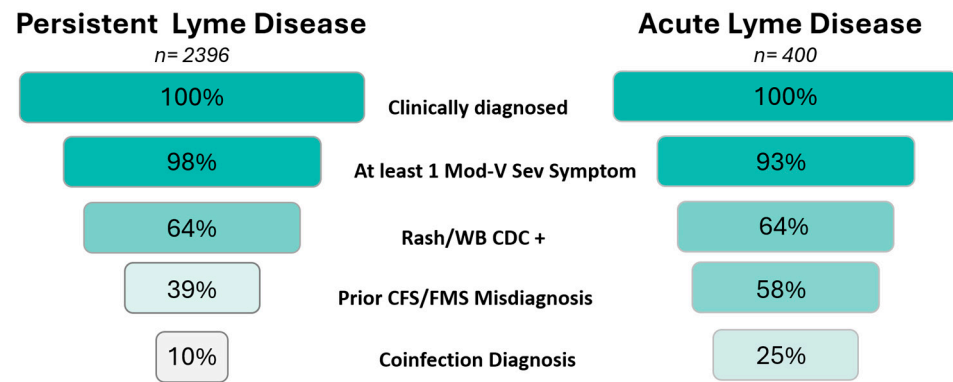 Persistent Lyme Disease
n= 2396
Acute Lyme Disease
n= 400
100%
Clinically diagnosed
100%
98%
At least 1 Mod-V Sev Symptom
93%
64%
Rash/WB CDC +
64%
39%
Prior CFS/FMS Misdiagnosis
58%
10%
Coinfection Diagnosis
25%